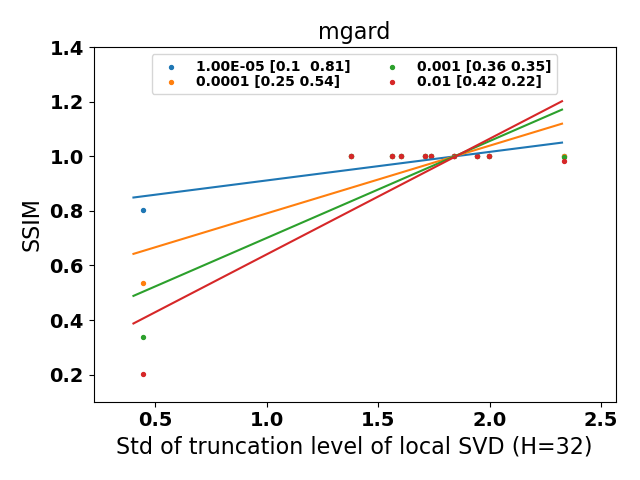 mgard
1.00E-05 [0.1  0.81]
0.0001 [0.25 0.54]
0.001 [0.36 0.35]
0.01 [0.42 0.22]
SSIM
1.4
1.2
1.0
0.8
0.6
0.4
0.2
0.5 1.0 1.5 2.0 2.5
Std of truncation level of local SVD (H=32)